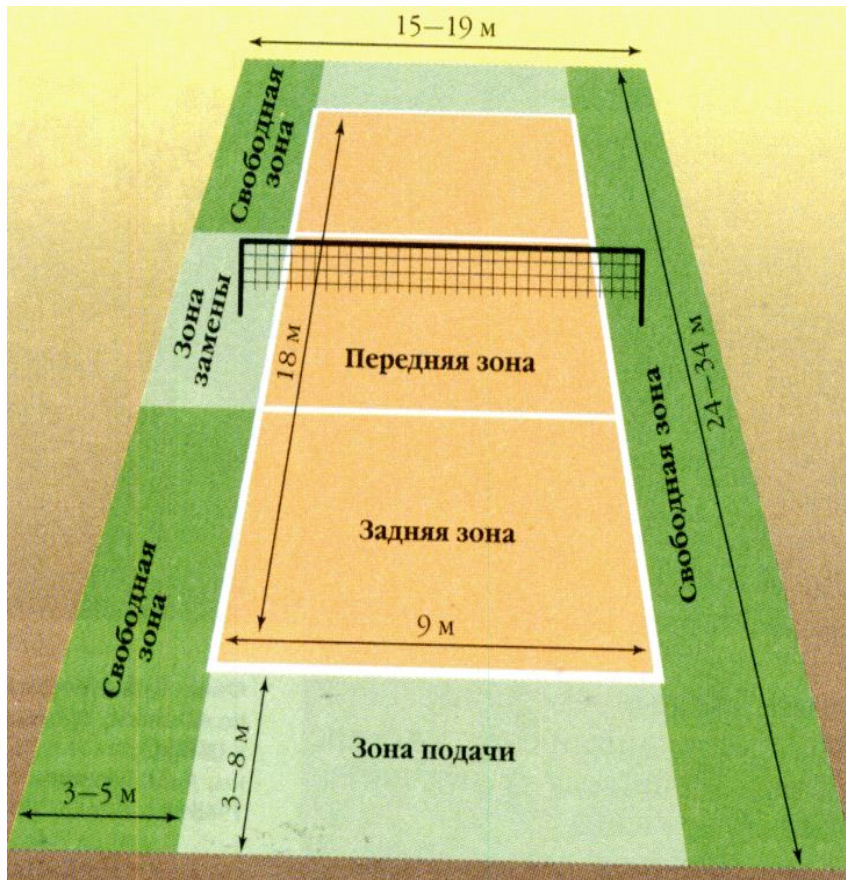 15—19 м
Свободная
зона
Зона
замены
18 м
Передняя зона
24—34 м
Свободная зона
Задняя зона
Свободная
зона
9 м
3—8 м
Зона подачи
3—5 м